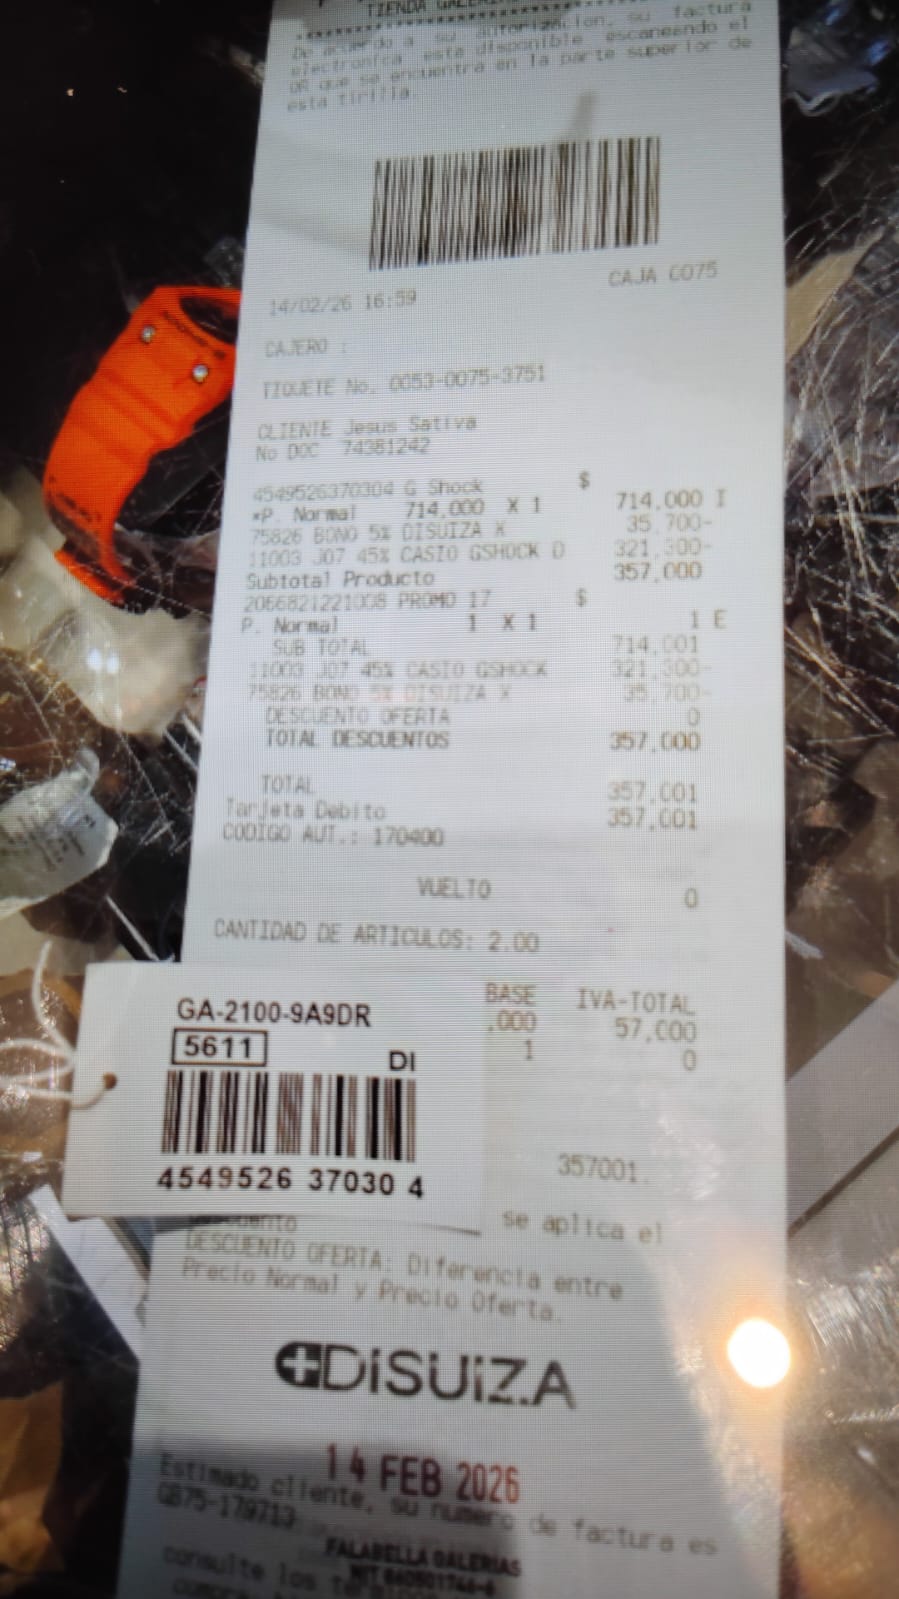 TIENDA
De acuerdo a su autorizacion, su factura
electronica esta disponible escaneando el
QR que se encuentra en la parte superior de
esta tirilla.
CAJA 0075
14/02/26 16:59
CAJERO :
TIQUETE No. 0053-0075-3751
CLIENTE Jesus Sativa
No DOC 74381242
$
4549526370304 G Shock
*P. Normal 714,000 X 1 714,000 I
75826 BONO 5% DISUIZA X 35,700-
11003 J07 45% CASIO GSHOCK D 321,300-
Subtotal Producto 357,000
2066821221008 PROMO 17 $
P. Normal 1 X 1 1 E
SUB TOTAL 714,001
11003 J07 45% CASIO GSHOCK 321,300-
75826 BONO 5% DISUIZA X 35,700-
DESCUENTO OFERTA 0
TOTAL DESCUENTOS 357,000
TOTAL 357,001
Tarjeta Debito 357,001
CODIGO AUT.: 170400
VUELTO 0
CANTIDAD DE ARTICULOS: 2.00
BASE IVA-TOTAL
.000 57,000
1 0
GA-2100-9A9DR
5611
DI
4549526 37030 4
357001.
se aplica el
DESCUENTO OFERTA: Diferencia entre
Precio Normal y Precio Oferta.
DISUIZA
14 FEB 2026
Estimado cliente, su numero de factura es
GB75-179713
FALABELLA GALERIAS
consulte los